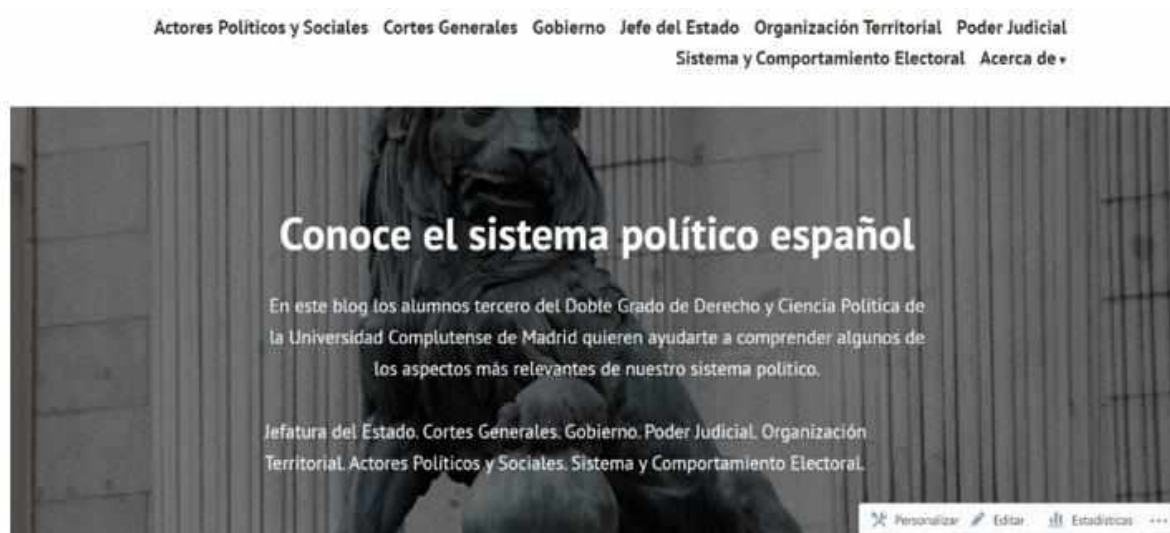 Actores Políticos y Sociales Cortes Generales Gobierno Jefe del Estado Organización Territorial Poder Judicial
Sistema y Comportamiento Electoral Acerca de ▾
Conoce el sistema político español
En este blog los alumnos tercero del Doble Grado de Derecho y Ciencia Política de
la Universidad Complutense de Madrid quieren ayudarte a comprender algunos de
los aspectos más relevantes de nuestro sistema político.
Jefatura del Estado. Cortes Generales. Gobierno. Poder Judicial. Organización
Territorial. Actores Políticos y Sociales. Sistema y Comportamiento Electoral.
Personalizar Editar Estadísticas ...